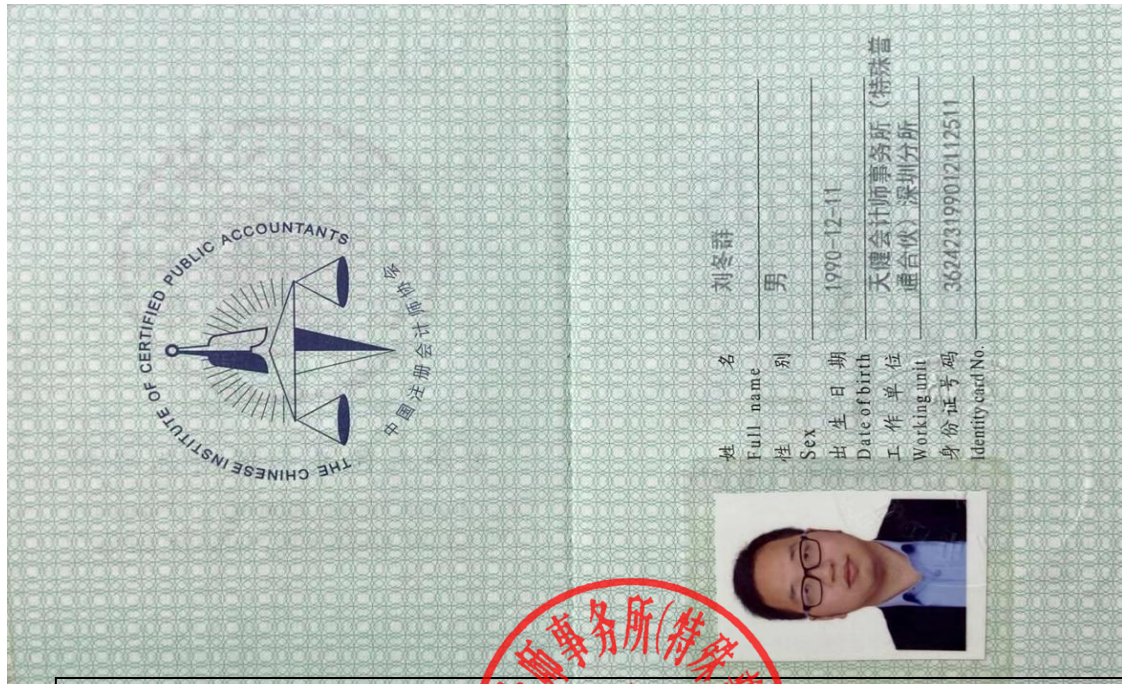 THE CHINESE INSTITUTE OF CERTIFIED PUBLIC ACCOUNTANTS
中国注册会计师协会
姓 名 刘冬群
Full name
性 别 男
Sex
出生日期 1990-12-11
Date of birth
工作单位 天健会计师事务所(特殊普
Working unit 通合伙)深圳分所
身份证号码 362423199012112511
Identity card No.
师事务所(特殊普